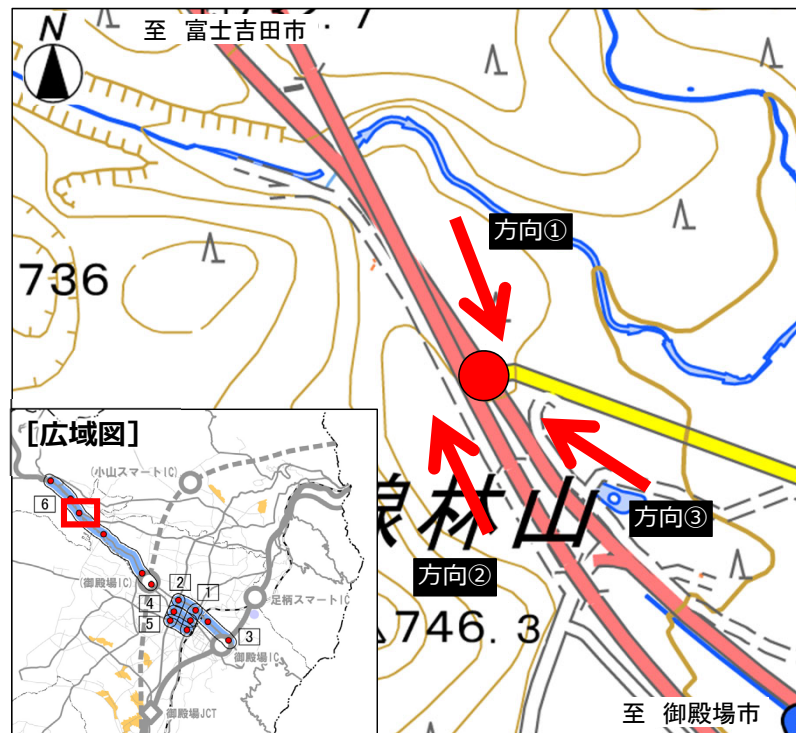 至 富士吉田市
N
方向①
736
[広域図]
(小山スマートIC)
6
(御殿場IC)
2
1
4
5
3
足柄スマートIC
御殿場IC
御殿場JCT
林山
方向③
方向②
746.3
至 御殿場市